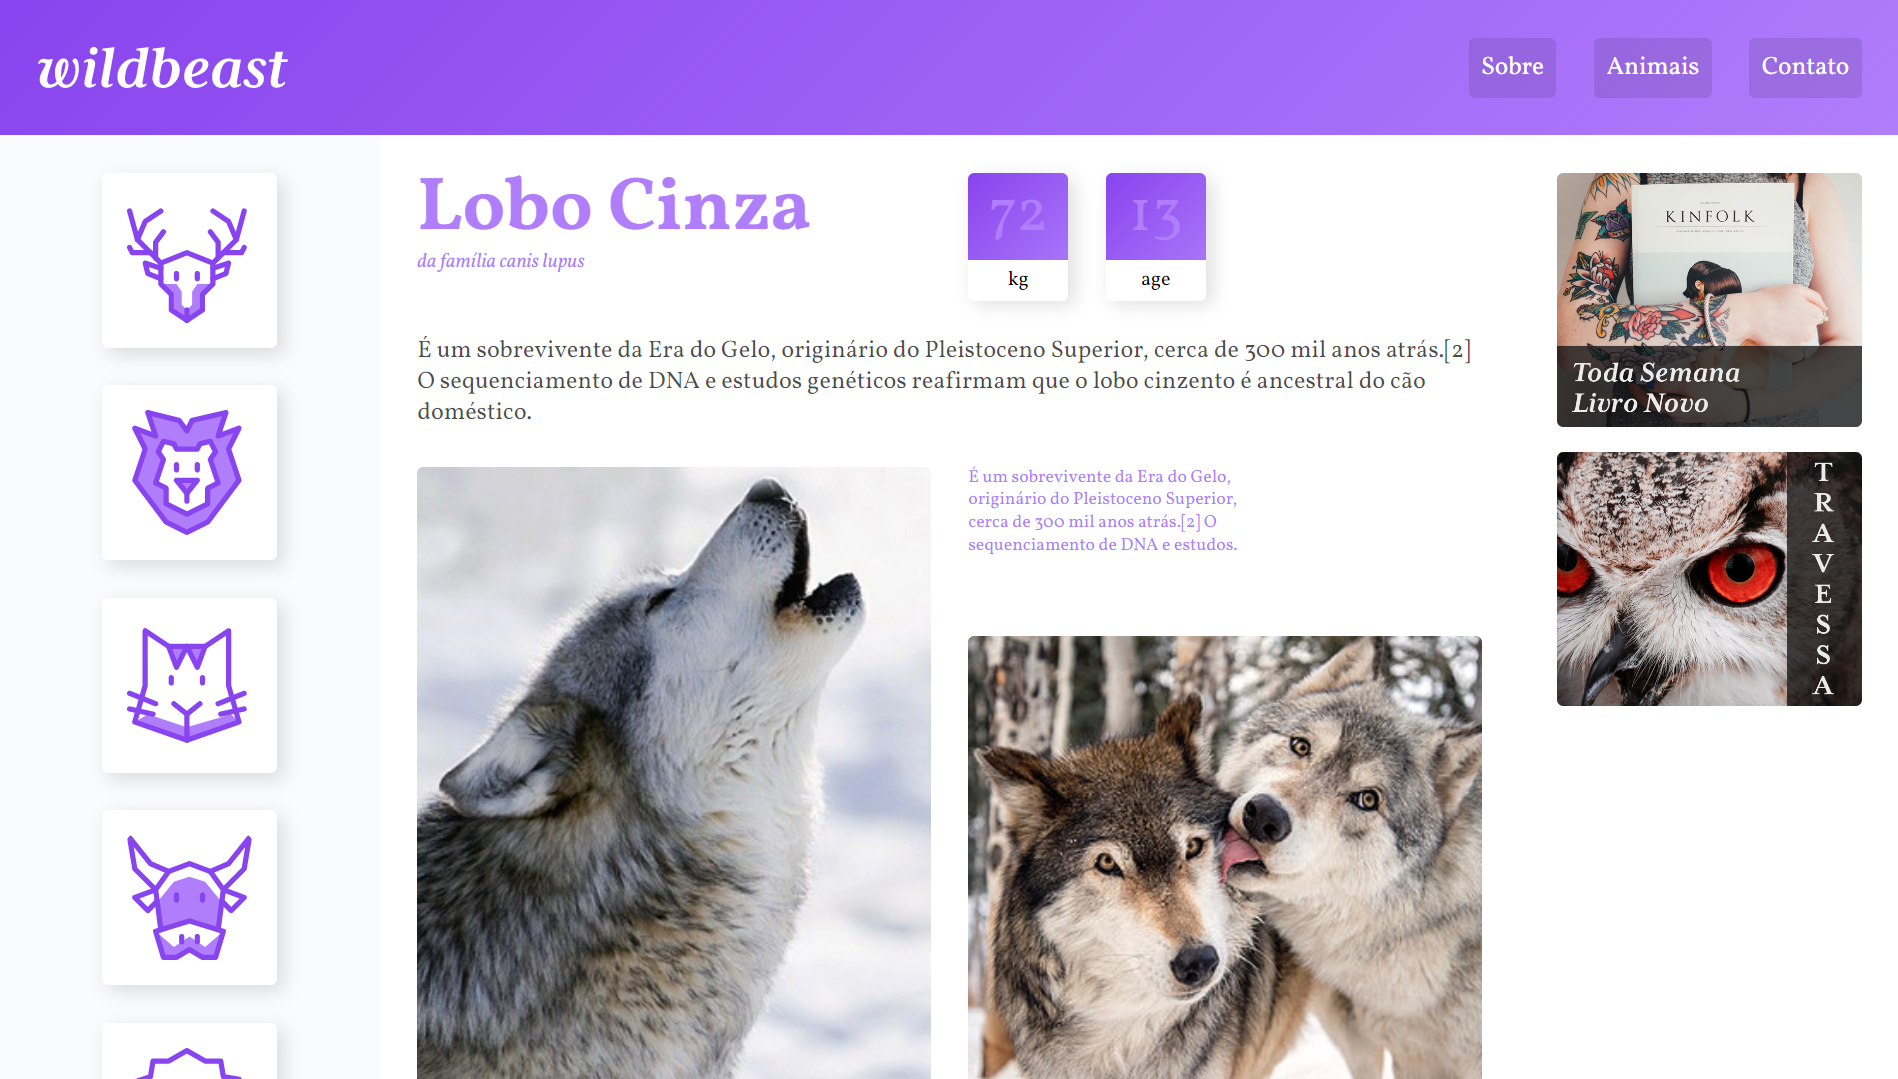 wildbeast
Sobre
Animais
Contato
Lobo Cinza
da família canis lupus
72
kg
13
age
É um sobrevivente da Era do Gelo, originário do Pleistoceno Superior, cerca de 300 mil anos atrás.[2]
O sequenciamento de DNA e estudos genéticos reafirmam que o lobo cinzento é ancestral do cão
doméstico.
É um sobrevivente da Era do Gelo,
originário do Pleistoceno Superior,
cerca de 300 mil anos atrás.[2] O
sequenciamento de DNA e estudos.
KINFOLK
Toda Semana
Livro Novo
TRAVESSA